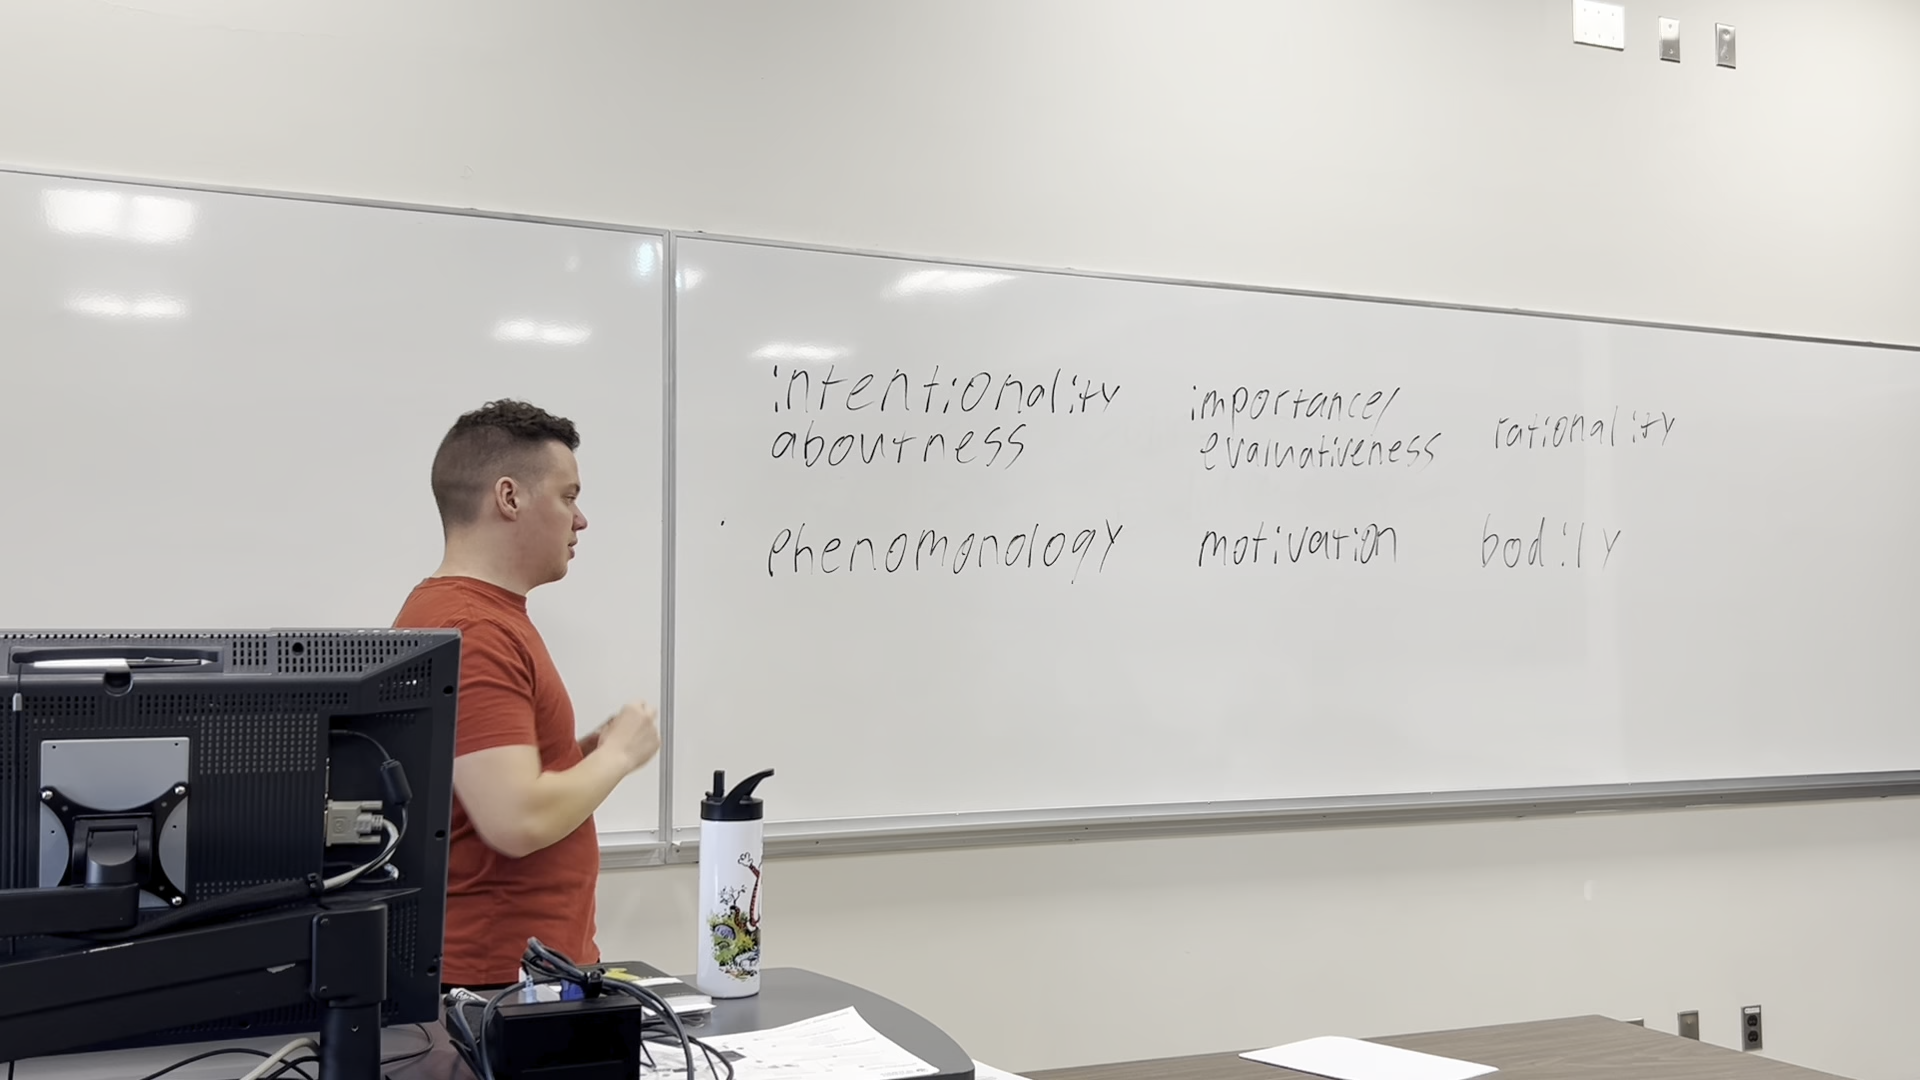 intentionality
aboutness
importance/
evaluativeness
rationality
phenomonology
motivation
bodily